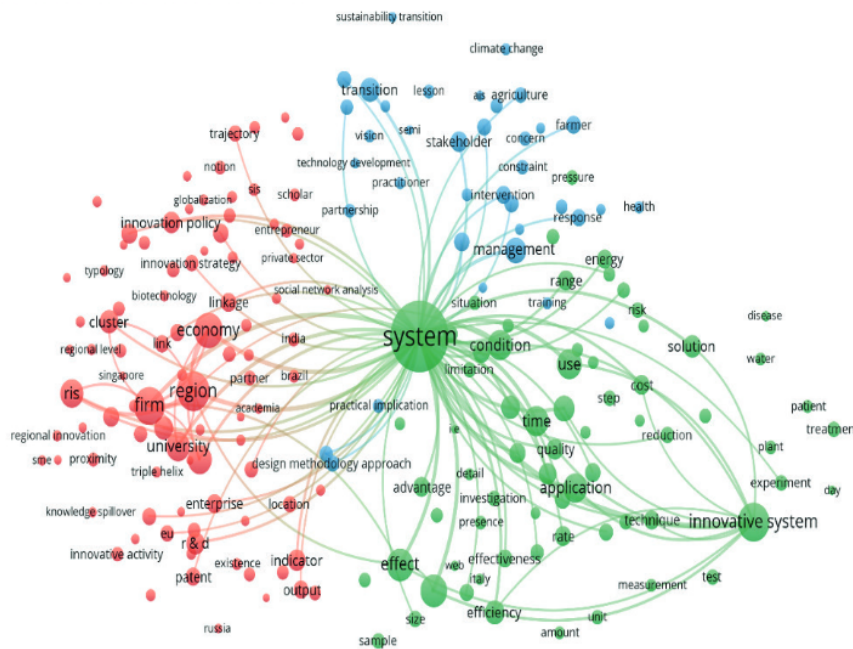 sustainability transition
climate change
transition
lesson
ais
agriculture
trajectory
vision
semi
stakeholder
concern
farmer
notion
technology development
practitioner
constraint
pressure
sis
scholar
globalization
partnership
intervention
response
health
innovation policy
entrepreneur
management
energy
typology
innovation strategy
private sector
range
biotechnology
linkage
social network analysis
situation
training
risk
disease
cluster
economy
system
condition
solution
regional level
link
india
use
water
singapore
partner
brazil
limitation
cost
ris
firm
region
academia
practical implication
time
step
patient
regional innovation
university
i.e
reduction
treatment
sme
proximity
triple helix
design methodology approach
quality
plant
advantage
detail
application
experiment
day
knowledge spillover
enterprise
location
investigation
presence
technique
innovative system
eu
r & d
rate
innovative activity
existence
indicator
effect
web
effectiveness
patent
output
italy
measurement
test
russia
size
efficiency
unit
sample
amount